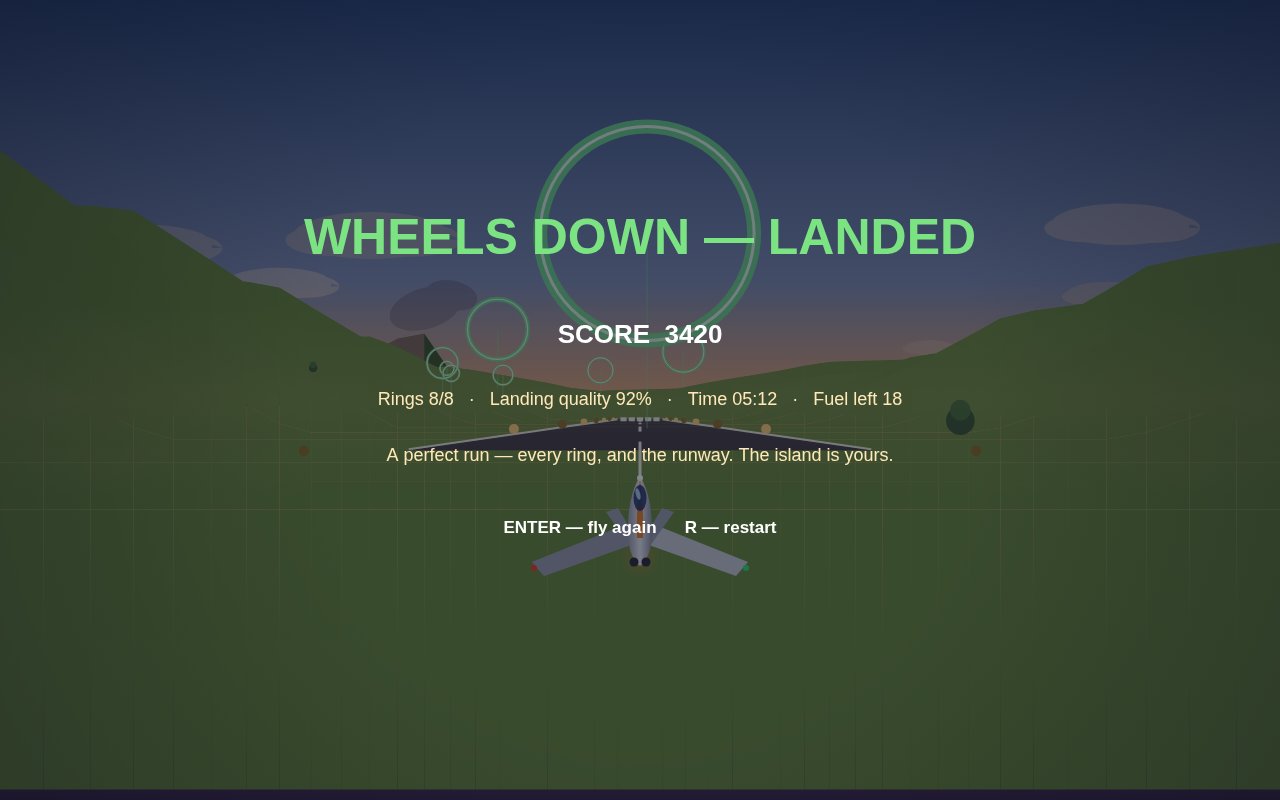 WHEELS DOWN — LANDED
SCORE 3420
Rings 8/8 · Landing quality 92% · Time 05:12 · Fuel left 18
A perfect run — every ring, and the runway. The island is yours.
ENTER — fly again R — restart